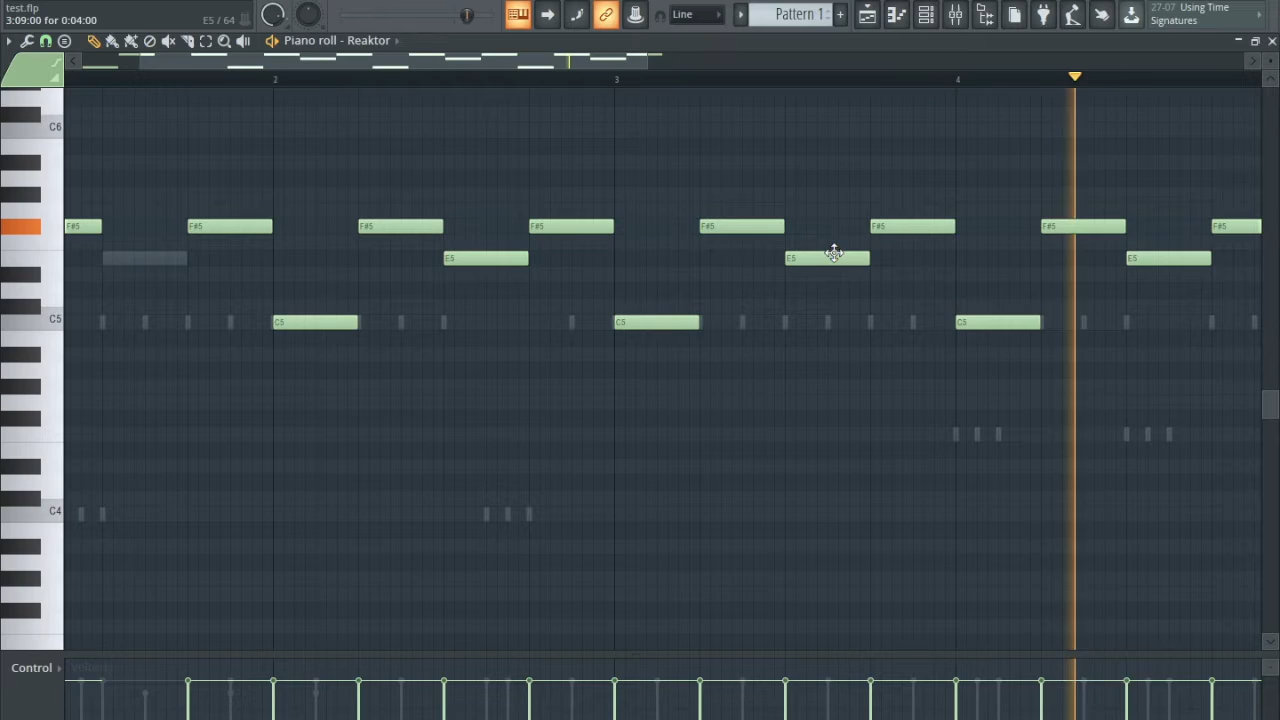 test.flp
3:09:00 for 0:04:00 E5 / 64
Line Pattern 1 27-07 Using Time Signatures
Piano roll - Reaktor
2 3 4
C6
F#5 F#5 F#5 F#5 F#5 F#5 F#5 F#5
E5 E5 E5
C5 C5 C5 C5
C4
Control Velocity